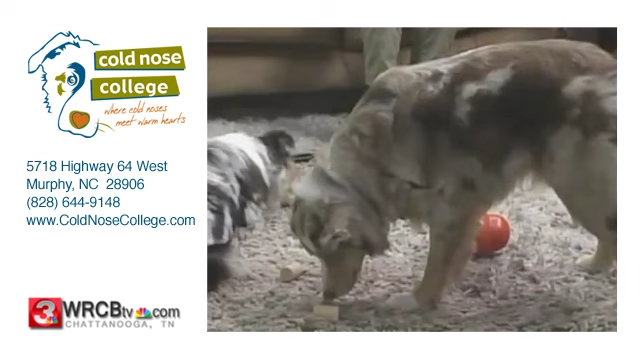 cold nose
college
where cold noses
meet warm hearts
5718 Highway 64 West
Murphy, NC 28906
(828) 644-9148
www.ColdNoseCollege.com
3 WRCBtv.com
CHATTANOOGA, TN